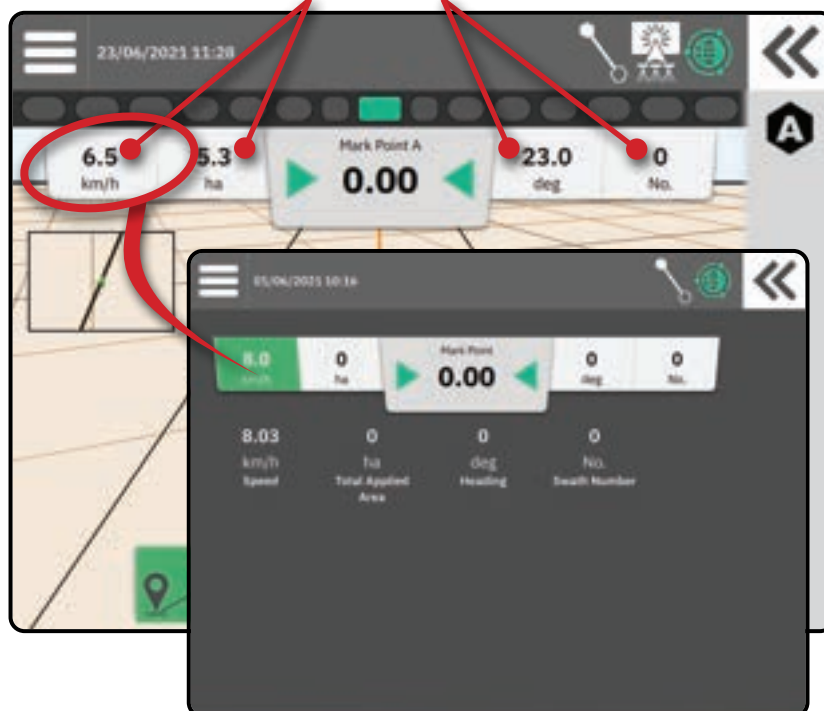 23/06/2021 11:28
A
Mark Point A
6.5 5.3 0.00 23.0 0
km/h ha deg No.
01/06/2021 10:16
Mark Point
8.0 0 0.00 0 0
km/h ha deg No.
8.03 0 0 0
km/h ha deg No.
Speed Total Applied Heading Swath Number
Area